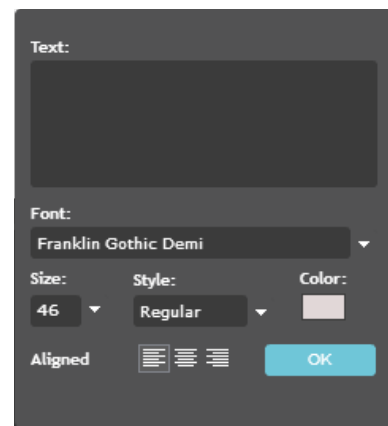 Text:
Font:
Franklin Gothic Demi
Size: Style: Color:
46 Regular
Aligned OK